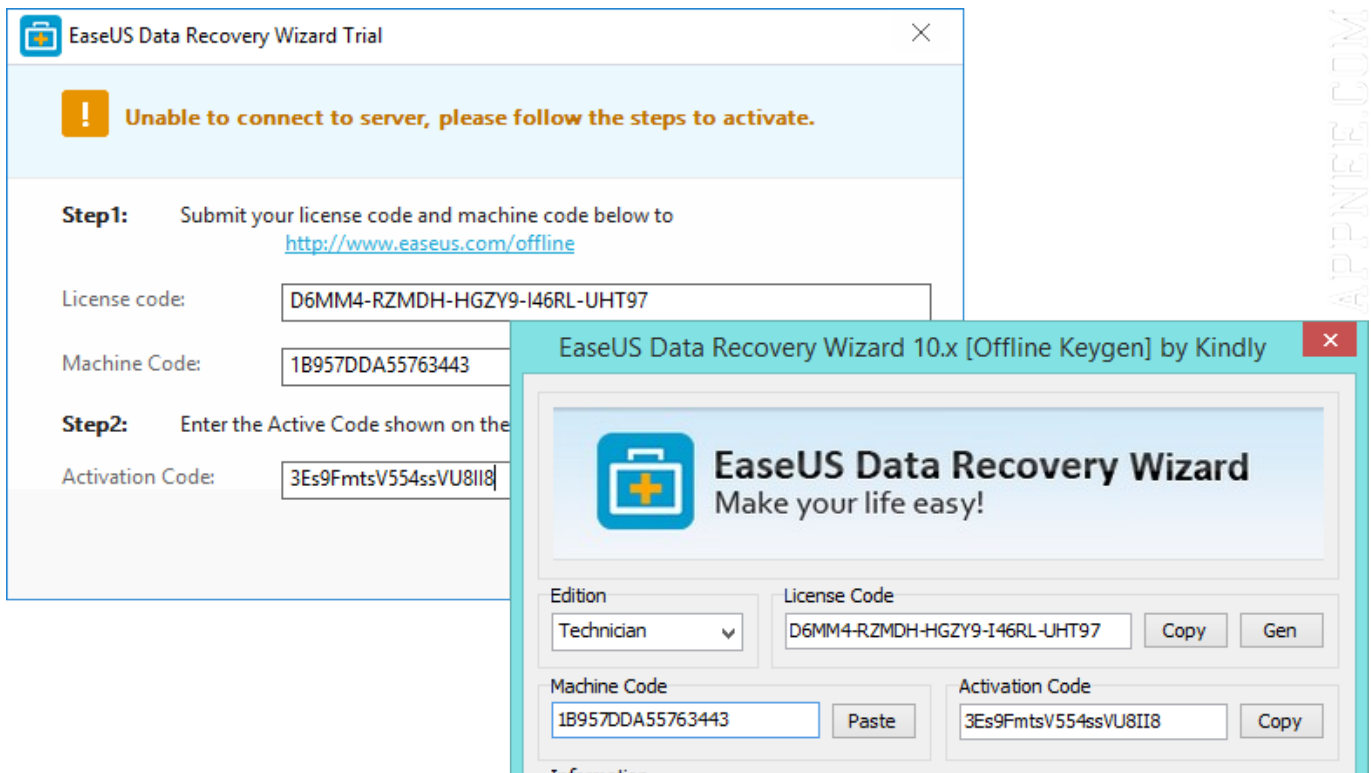 EaseUS Data Recovery Wizard Trial
Unable to connect to server, please follow the steps to activate.
Step1: Submit your license code and machine code below to
http://www.easeus.com/offline
License code: D6MM4-RZMDH-HGZY9-I46RL-UHT97
Machine Code: 1B957DDA55763443
Step2: Enter the Active Code shown on the
Activation Code: 3Es9FmtsV554ssVU8II8
EaseUS Data Recovery Wizard 10.x [Offline Keygen] by Kindly
EaseUS Data Recovery Wizard
Make your life easy!
Edition License Code
Technician D6MM4-RZMDH-HGZY9-I46RL-UHT97 Copy Gen
Machine Code Activation Code
1B957DDA55763443 Paste 3Es9FmtsV554ssVU8II8 Copy
Information
APPNEE.COM